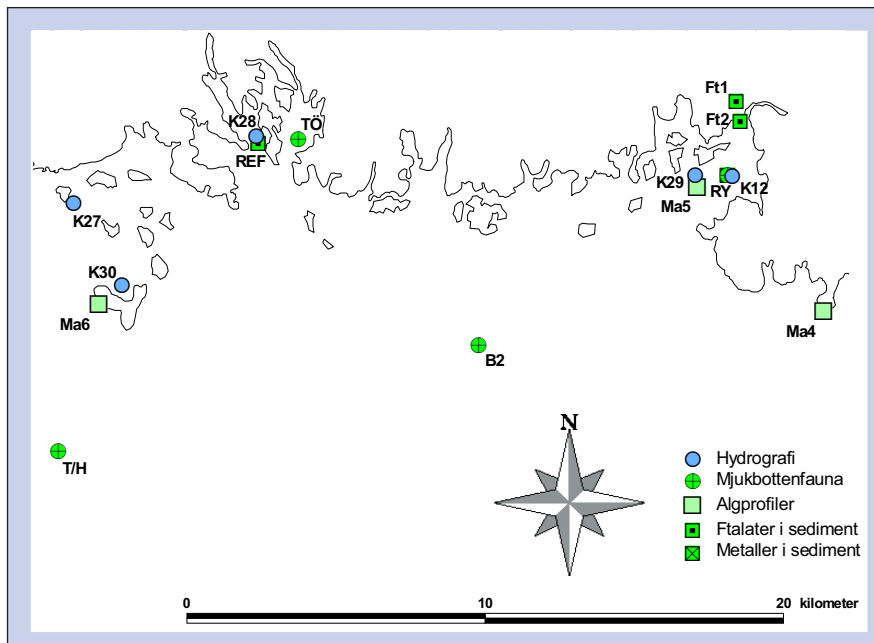 Ft1
Ft2
K28
TÖ
REF
K29
RY
K12
Ma5
K27
K30
Ma6
Ma4
B2
T/H
N
Hydrografi
Mjukbottenfauna
Algprofiler
Ftalater i sediment
Metaller i sediment
0 10 20 kilometer